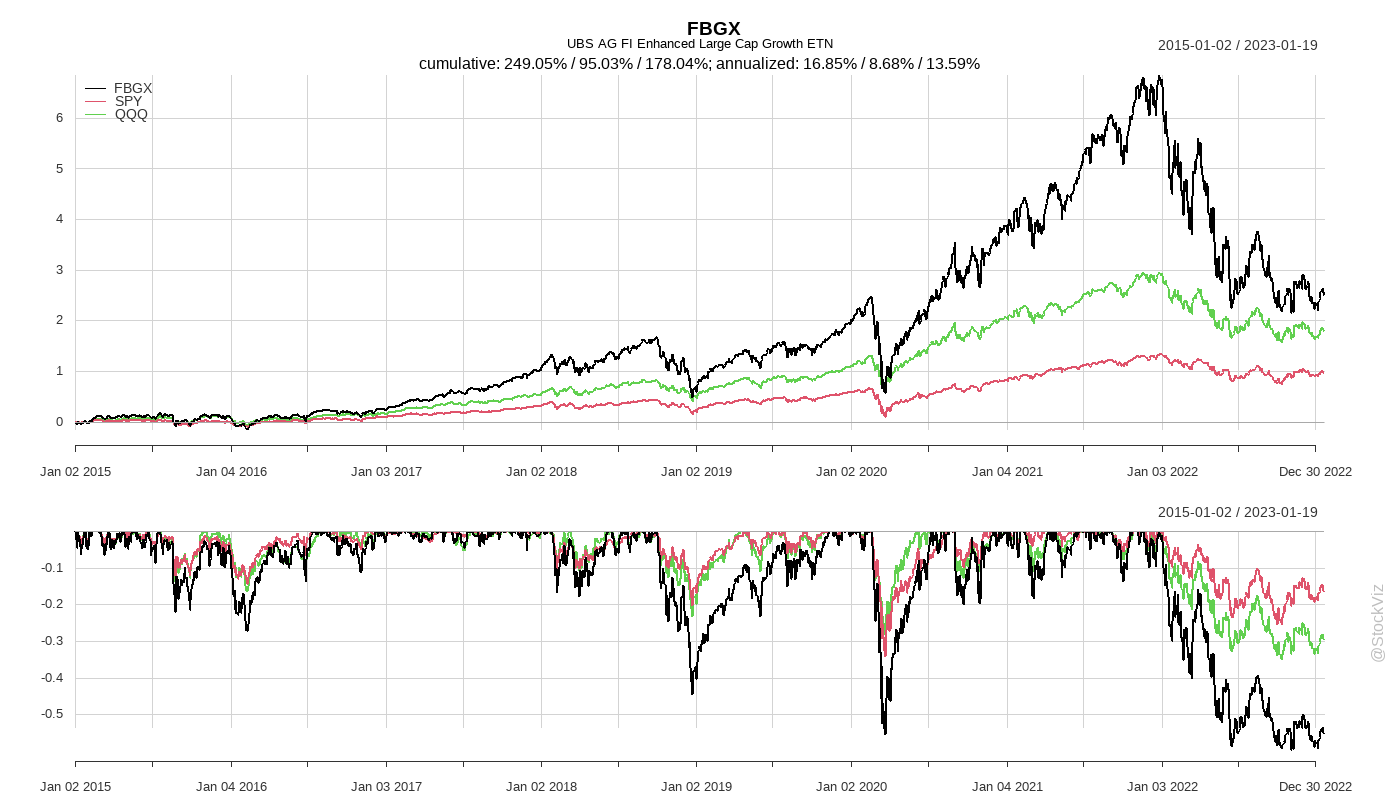 FBGX
UBS AG FI Enhanced Large Cap Growth ETN
2015-01-02 / 2023-01-19
cumulative: 249.05% / 95.03% / 178.04%; annualized: 16.85% / 8.68% / 13.59%
FBGX
SPY
QQQ
6
5
4
3
2
1
0
Jan 02 2015 Jan 04 2016 Jan 03 2017 Jan 02 2018 Jan 02 2019 Jan 02 2020 Jan 04 2021 Jan 03 2022 Dec 30 2022
2015-01-02 / 2023-01-19
-0.1
-0.2
-0.3
-0.4
-0.5
Jan 02 2015 Jan 04 2016 Jan 03 2017 Jan 02 2018 Jan 02 2019 Jan 02 2020 Jan 04 2021 Jan 03 2022 Dec 30 2022
@StockViz